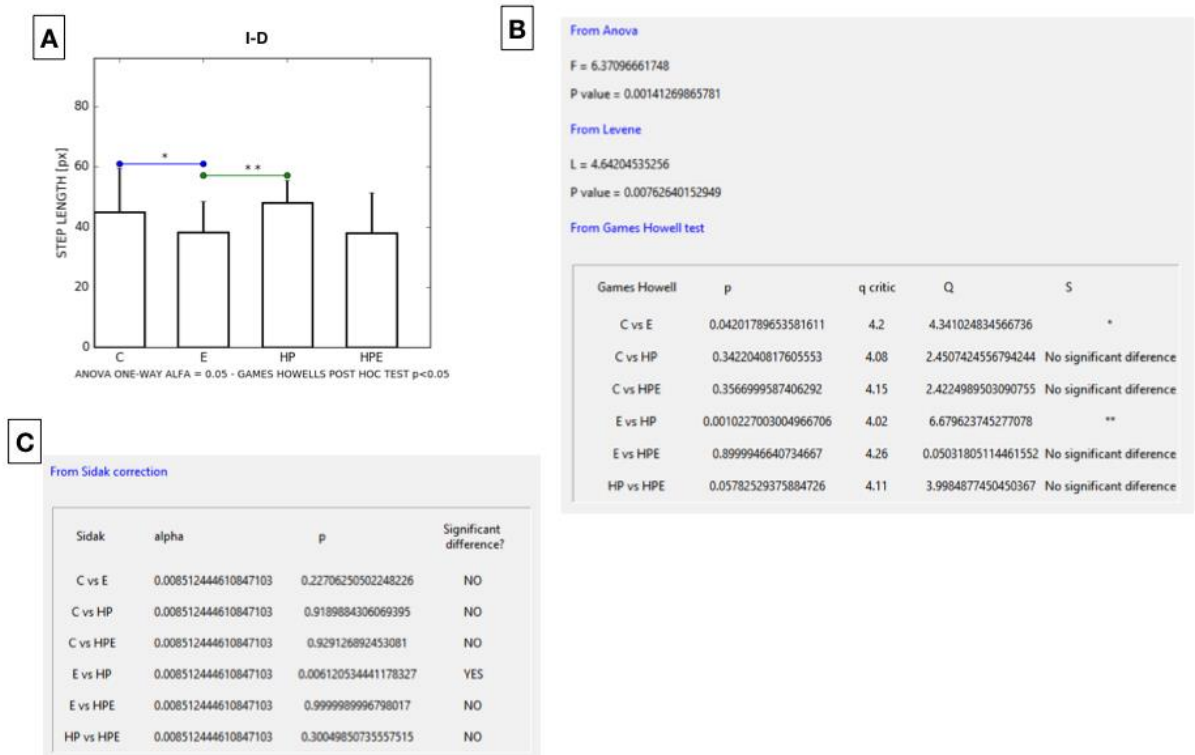 A
I-D
STEP LENGTH [px]
80
60
40
20
0
*
**
C E HP HPE
ANOVA ONE-WAY ALFA = 0.05 - GAMES HOWELLS POST HOC TEST p<0.05
B
From Anova
F = 6.37096661748
P value = 0.00141269865781
From Levene
L = 4.64204535256
P value = 0.00762640152949
From Games Howell test
Games Howell p q critic Q S
C vs E 0.04201789653581611 4.2 4.341024834566736 *
C vs HP 0.3422040817605553 4.08 2.4507424556794244 No significant diference
C vs HPE 0.3566999587406292 4.15 2.4224989503090755 No significant diference
E vs HP 0.0010227003004966706 4.02 6.679623745277078 **
E vs HPE 0.8999946640734667 4.26 0.05031805114461552 No significant diference
HP vs HPE 0.05782529375884726 4.11 3.9984877450450367 No significant diference
C
From Sidak correction
Sidak alpha p Significant
difference?
C vs E 0.008512444610847103 0.22706250502248226 NO
C vs HP 0.008512444610847103 0.9189884306069395 NO
C vs HPE 0.008512444610847103 0.929126892453081 NO
E vs HP 0.008512444610847103 0.006120534441178327 YES
E vs HPE 0.008512444610847103 0.9999989996798017 NO
HP vs HPE 0.008512444610847103 0.30049850735557515 NO